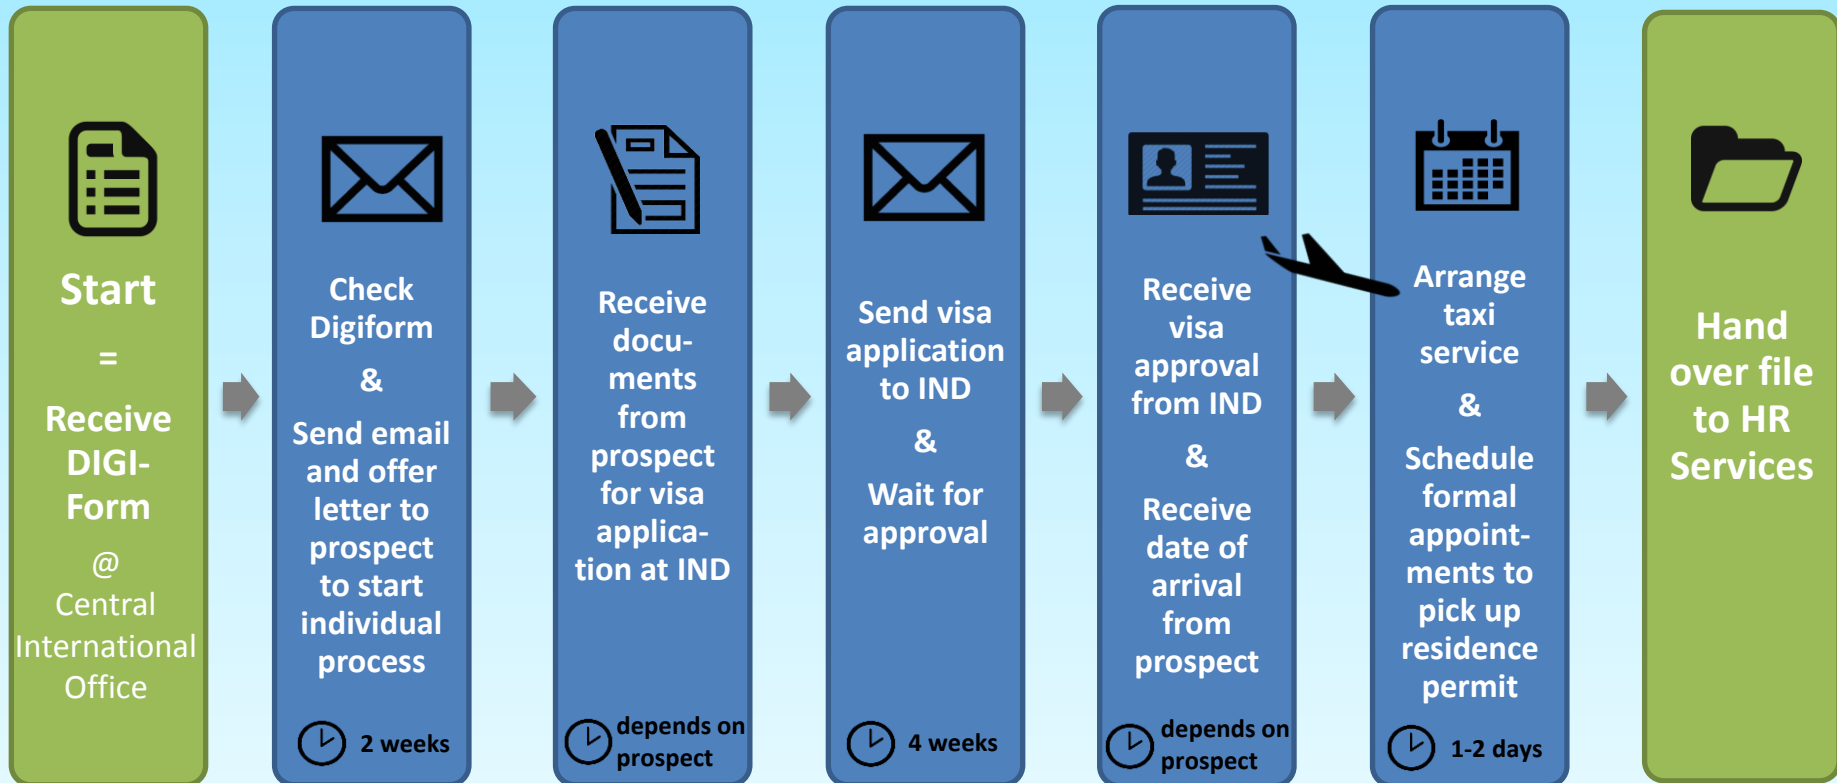 Start
=
Receive
DIGI-
Form
@
Central
International
Office
Check
Digiform
&
Send email
and offer
letter to
prospect
to start
individual
process
2 weeks
Receive
docu-
ments
from
prospect
for visa
applica-
tion at IND
depends on
prospect
Send visa
application
to IND
&
Wait for
approval
4 weeks
Receive
visa
approval
from IND
&
Receive
date of
arrival
from
prospect
depends on
prospect
Arrange
taxi
service
&
Schedule
formal
appoint-
ments to
pick up
residence
permit
1-2 days
Hand
over file
to HR
Services